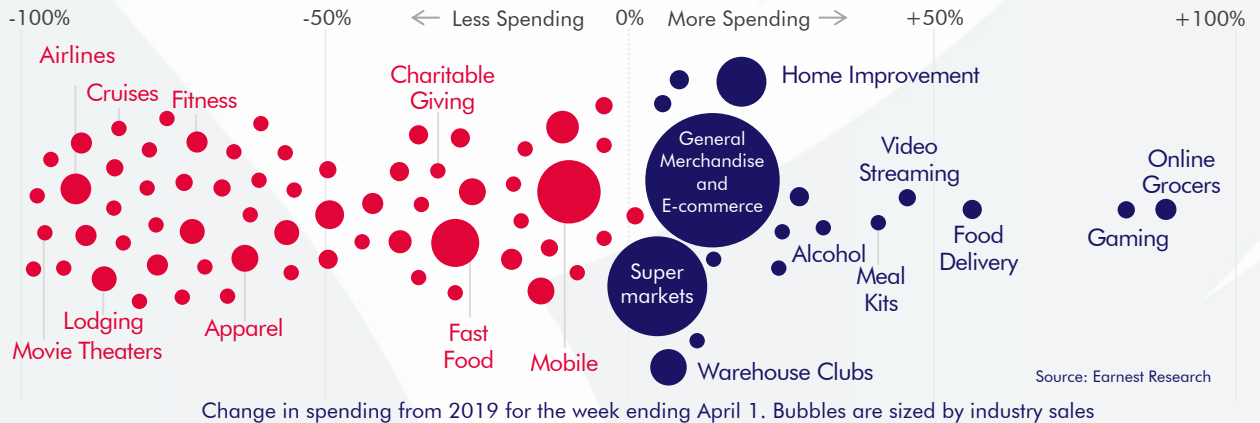 -100%
-50%
Less Spending
0%
More Spending
+50%
+100%
Airlines
Cruises
Fitness
Charitable
Giving
Home Improvement
General
Merchandise
and
E-commerce
Video
Streaming
Online
Grocers
Alcohol
Food
Delivery
Gaming
Super
markets
Meal
Kits
Lodging
Movie Theaters
Apparel
Fast
Food
Mobile
Warehouse Clubs
Source: Earnest Research
Change in spending from 2019 for the week ending April 1. Bubbles are sized by industry sales